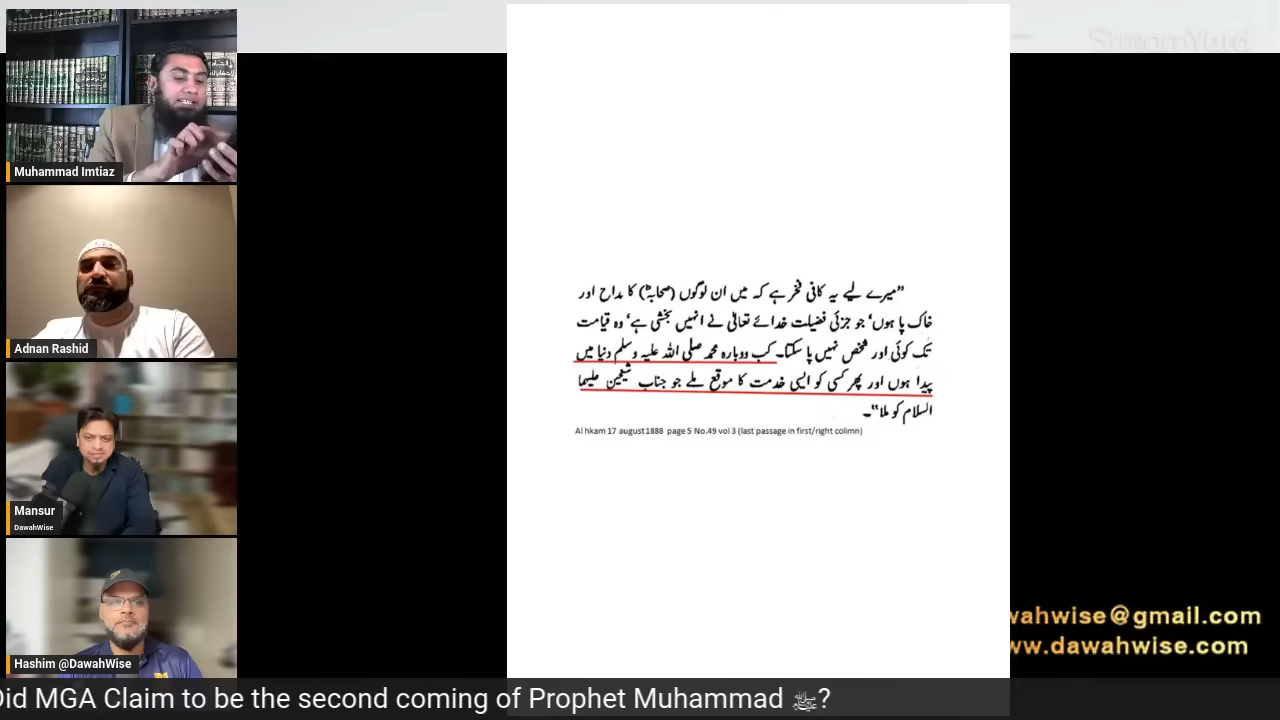 StreamYard
Muhammad Imtiaz
Adnan Rashid
Mansur
DawahWise
Hashim @DawahWise
”میرے لیے یہ کافی فخر ہے کہ میں ان لوگوں (صحابہؓ) کا مداح اور
خاک پا ہوں‘ جو جزئی فضیلت خدائے تعالیٰ نے انہیں بخشی ہے‘ وہ قیامت
تک کوئی اور شخص نہیں پا سکتا۔ کب دوبارہ محمد صلی اللہ علیہ وسلم دنیا میں
پیدا ہوں اور پھر کسی کو ایسی خدمت کا موقع ملے جو جناب شیخین علیہما
السلام کو ملا“۔
Al hkam 17 august1888 page 5 No.49 vol 3 (last passage in first/right colimn)
wahwise@gmail.com
ww.dawahwise.com
Did MGA Claim to be the second coming of Prophet Muhammad ﷺ?